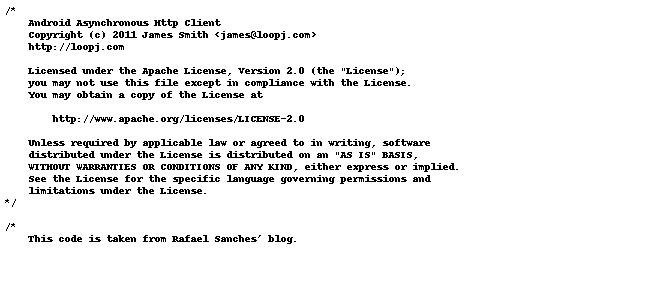 /*
    Android Asynchronous Http Client
    Copyright (c) 2011 James Smith <james@loopj.com>
    http://loopj.com

    Licensed under the Apache License, Version 2.0 (the "License");
    you may not use this file except in compliance with the License.
    You may obtain a copy of the License at

        http://www.apache.org/licenses/LICENSE-2.0

    Unless required by applicable law or agreed to in writing, software
    distributed under the License is distributed on an "AS IS" BASIS,
    WITHOUT WARRANTIES OR CONDITIONS OF ANY KIND, either express or implied.
    See the License for the specific language governing permissions and
    limitations under the License.
*/

/*
    This code is taken from Rafael Sanches' blog.